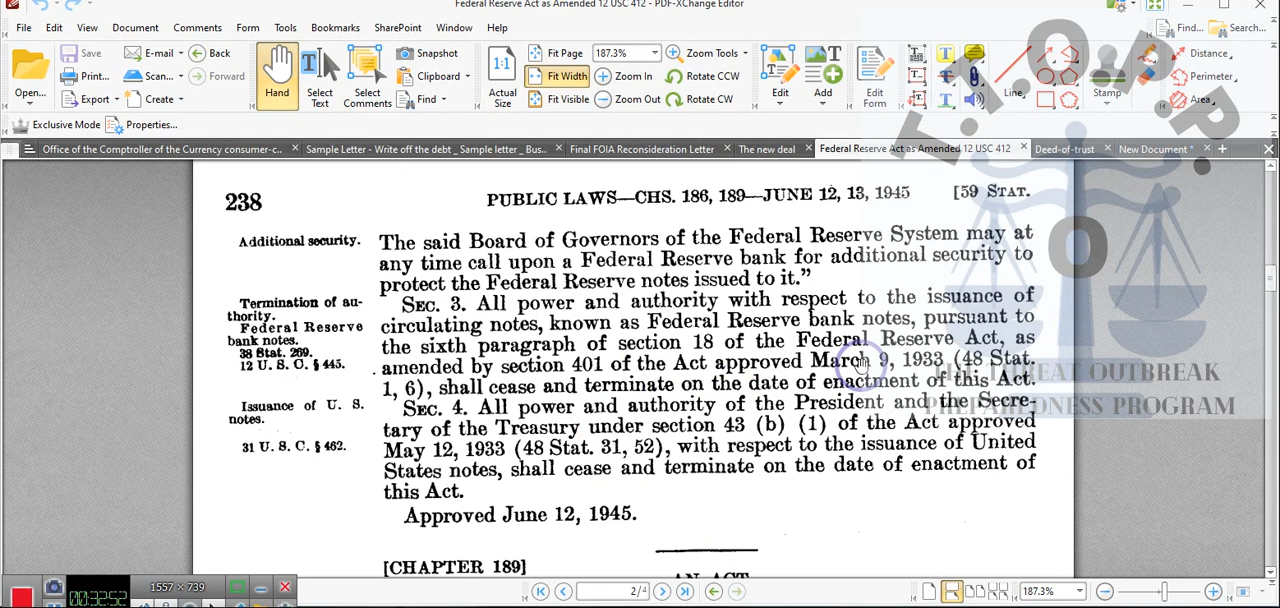 Federal Reserve Act as Amended 12 USC 412 - PDF-XChange Editor
File Edit View Document Comments Form Tools Bookmarks SharePoint Window Help
Find... Search...
Open... Save E-mail Back Hand Select Text Select Comments Snapshot Actual Size Fit Page 187.3% Zoom Tools Edit Add Edit Form Line Stamp Distance
Print... Scan... Forward Clipboard Fit Width Zoom In Rotate CCW Perimeter
Export Create Find Fit Visible Zoom Out Rotate CW Area
Exclusive Mode Properties...
Office of the Comptroller of the Currency consumer-c... Sample Letter - Write off the debt _ Sample letter _ Bus... Final FOIA Reconsideration Letter The new deal Federal Reserve Act as Amended 12 USC 412 Deed-of-trust New Document *
T.T.O.P.P.
238 PUBLIC LAWS—CHS. 186, 189—JUNE 12, 13, 1945 [59 STAT.
Additional security. The said Board of Governors of the Federal Reserve System may at
any time call upon a Federal Reserve bank for additional security to
protect the Federal Reserve notes issued to it."
Termination of au-
thority.
SEC. 3. All power and authority with respect to the issuance of
Federal Reserve
bank notes.
circulating notes, known as Federal Reserve bank notes, pursuant to
38 Stat. 269.
the sixth paragraph of section 18 of the Federal Reserve Act, as
12 U. S. C. § 445.
amended by section 401 of the Act approved March 9, 1933 (48 Stat.
1, 6), shall cease and terminate on the date of enactment of this Act.
THE THREAT OUTBREAK
PREPAREDNESS PROGRAM
Issuance of U. S.
notes.
SEC. 4. All power and authority of the President and the Secre-
tary of the Treasury under section 43 (b) (1) of the Act approved
31 U. S. C. § 462.
May 12, 1933 (48 Stat. 31, 52), with respect to the issuance of United
States notes, shall cease and terminate on the date of enactment of
this Act.
Approved June 12, 1945.
[CHAPTER 189]
AN ACT
1557 × 739
00:32:52
2/4
187.3%